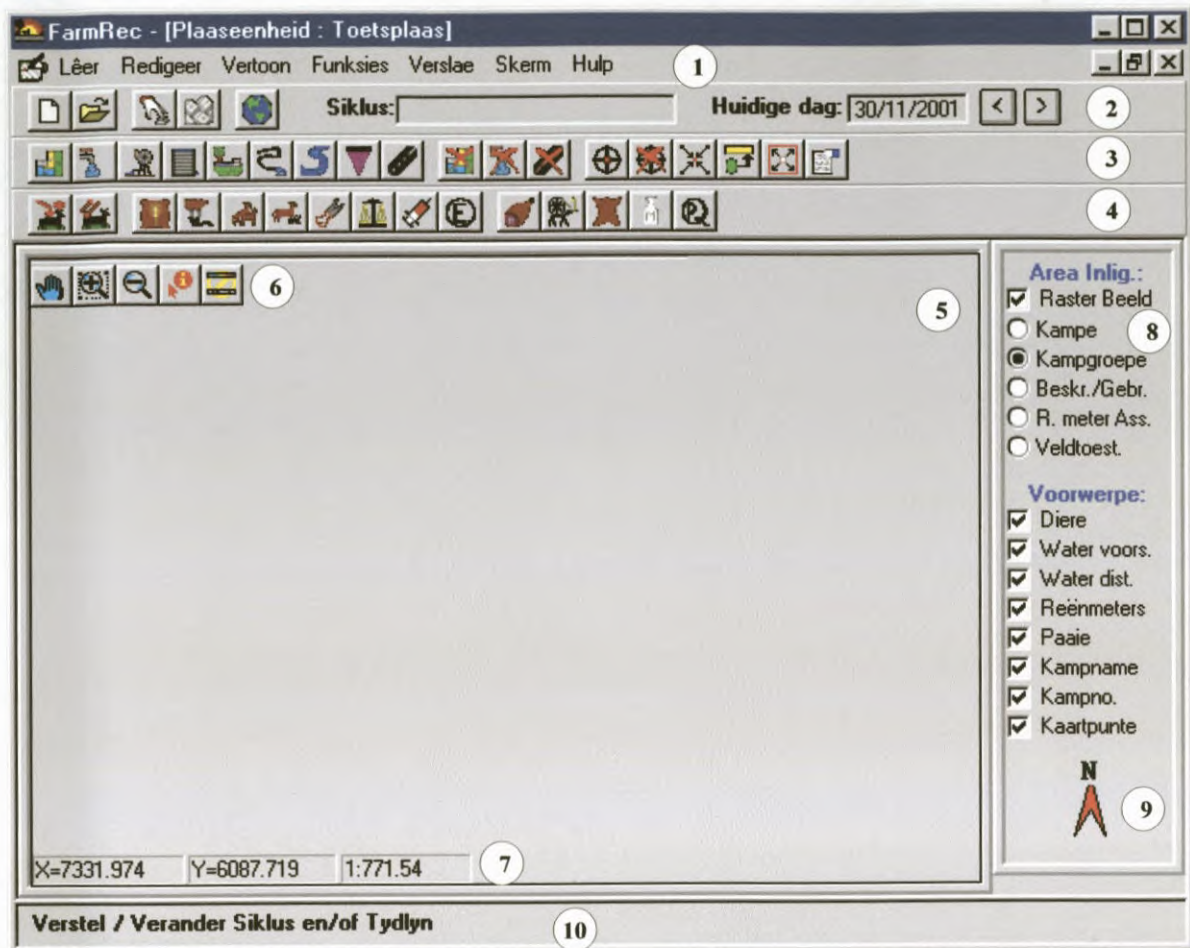 FarmRec - [Plaaseenheid : Toetsplaas]
Lêer Redigeer Vertoon Funksies Verslae Skerm Hulp 1
Siklus: Huidige dag: 30/11/2001 < > 2
3
4
6
5
Area Inlig.:
Raster Beeld
Kampe 8
Kampgroepe
Beskr./Gebr.
R. meter Ass.
Veldtoest.
Voorwerpe:
Diere
Water voors.
Water dist.
Reënmeters
Paaie
Kampname
Kampno.
Kaartpunte
N
9
X=7331.974 Y=6087.719 1:771.54 7
Verstel / Verander Siklus en/of Tydlyn 10